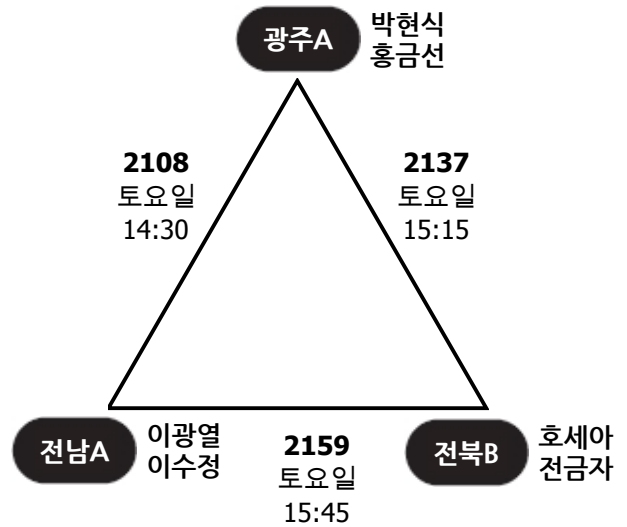 광주A
박현식
홍금선
2108
토요일
14:30
2137
토요일
15:15
전남A
이광열
이수정
2159
토요일
15:45
전북B
호세아
전금자